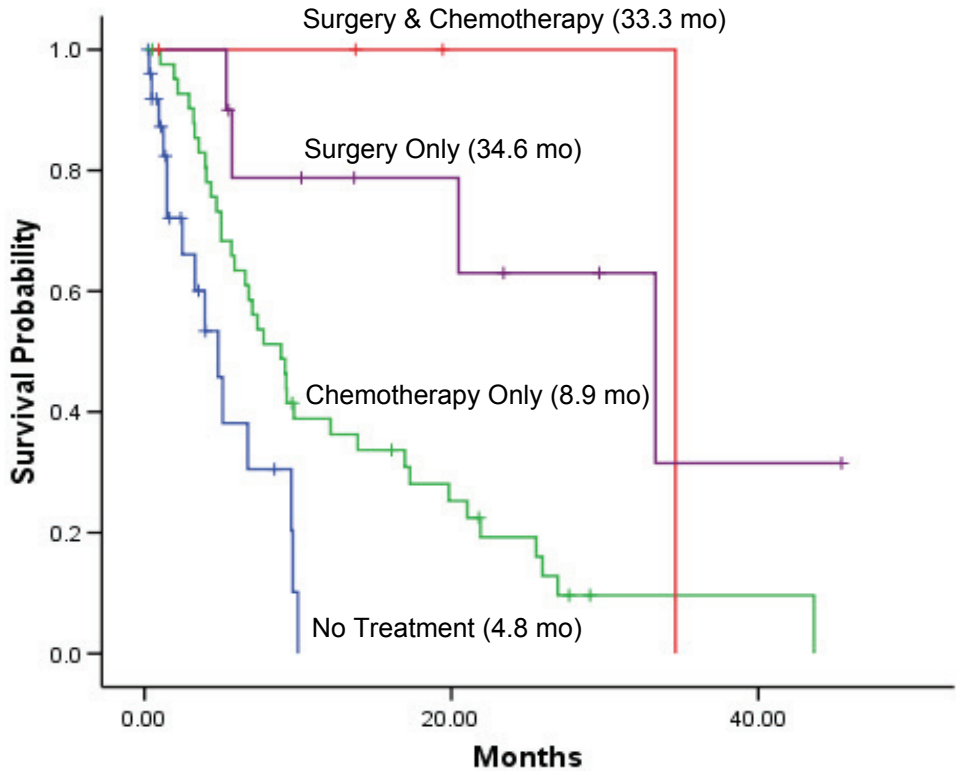 Surgery & Chemotherapy (33.3 mo)
1.0
Surgery Only (34.6 mo)
0.8
Survival Probability
0.6
Chemotherapy Only (8.9 mo)
0.4
0.2
No Treatment (4.8 mo)
0.0
0.00 20.00 40.00
Months